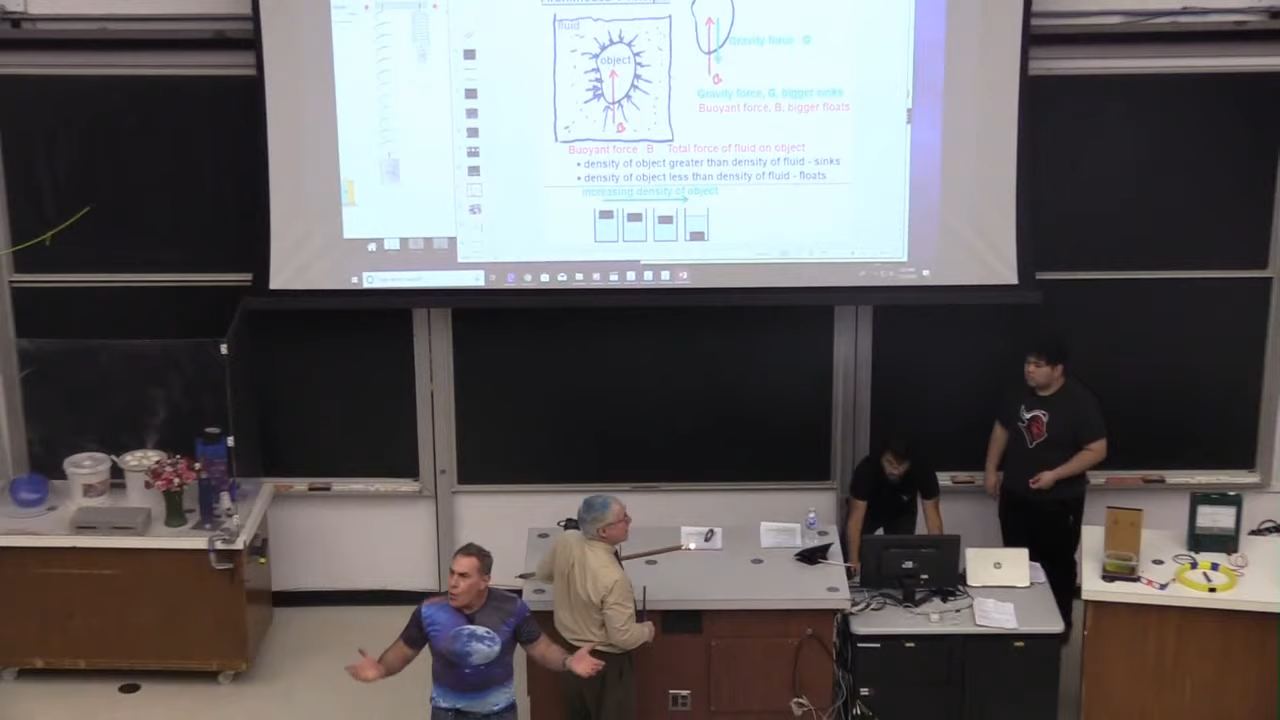 fluid
object
B
Gravity force G
B
Gravity force, G, bigger sinks
Buoyant force, B, bigger floats
Buoyant force B Total force of fluid on object
• density of object greater than density of fluid - sinks
• density of object less than density of fluid - floats
increasing density of object